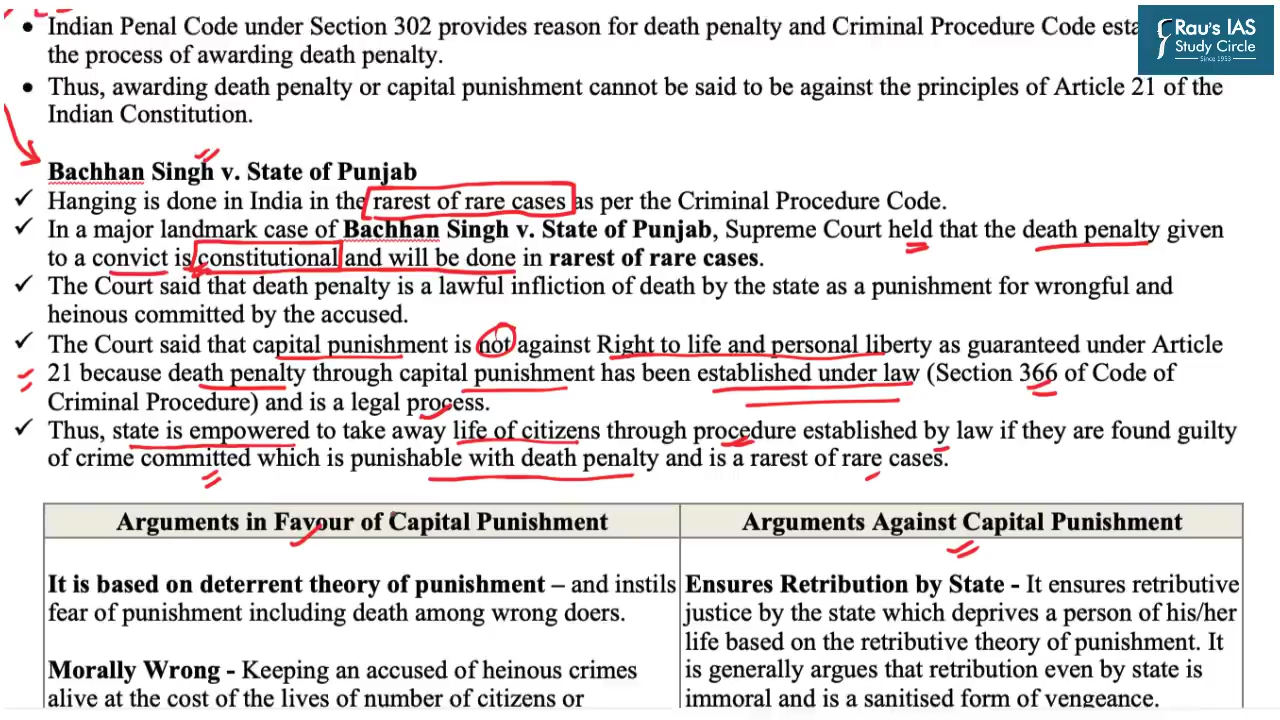 • Indian Penal Code under Section 302 provides reason for death penalty and Criminal Procedure Code
the process of awarding death penalty.
• Thus, awarding death penalty or capital punishment cannot be said to be against the principles of Article 21 of the
Indian Constitution.
Rau's IAS
Study Circle
Since 1953
Bachhan Singh v. State of Punjab
✓ Hanging is done in India in the rarest of rare cases as per the Criminal Procedure Code.
✓ In a major landmark case of Bachhan Singh v. State of Punjab, Supreme Court held that the death penalty given
to a convict is constitutional and will be done in rarest of rare cases.
✓ The Court said that death penalty is a lawful infliction of death by the state as a punishment for wrongful and
heinous committed by the accused.
✓ The Court said that capital punishment is not against Right to life and personal liberty as guaranteed under Article
21 because death penalty through capital punishment has been established under law (Section 366 of Code of
Criminal Procedure) and is a legal process.
✓ Thus, state is empowered to take away life of citizens through procedure established by law if they are found guilty
of crime committed which is punishable with death penalty and is a rarest of rare cases.
Arguments in Favour of Capital Punishment
It is based on deterrent theory of punishment – and instils
fear of punishment including death among wrong doers.
Morally Wrong - Keeping an accused of heinous crimes
alive at the cost of the lives of number of citizens or
Arguments Against Capital Punishment
Ensures Retribution by State - It ensures retributive
justice by the state which deprives a person of his/her
life based on the retributive theory of punishment. It
is generally argues that retribution even by state is
immoral and is a sanitised form of vengeance.